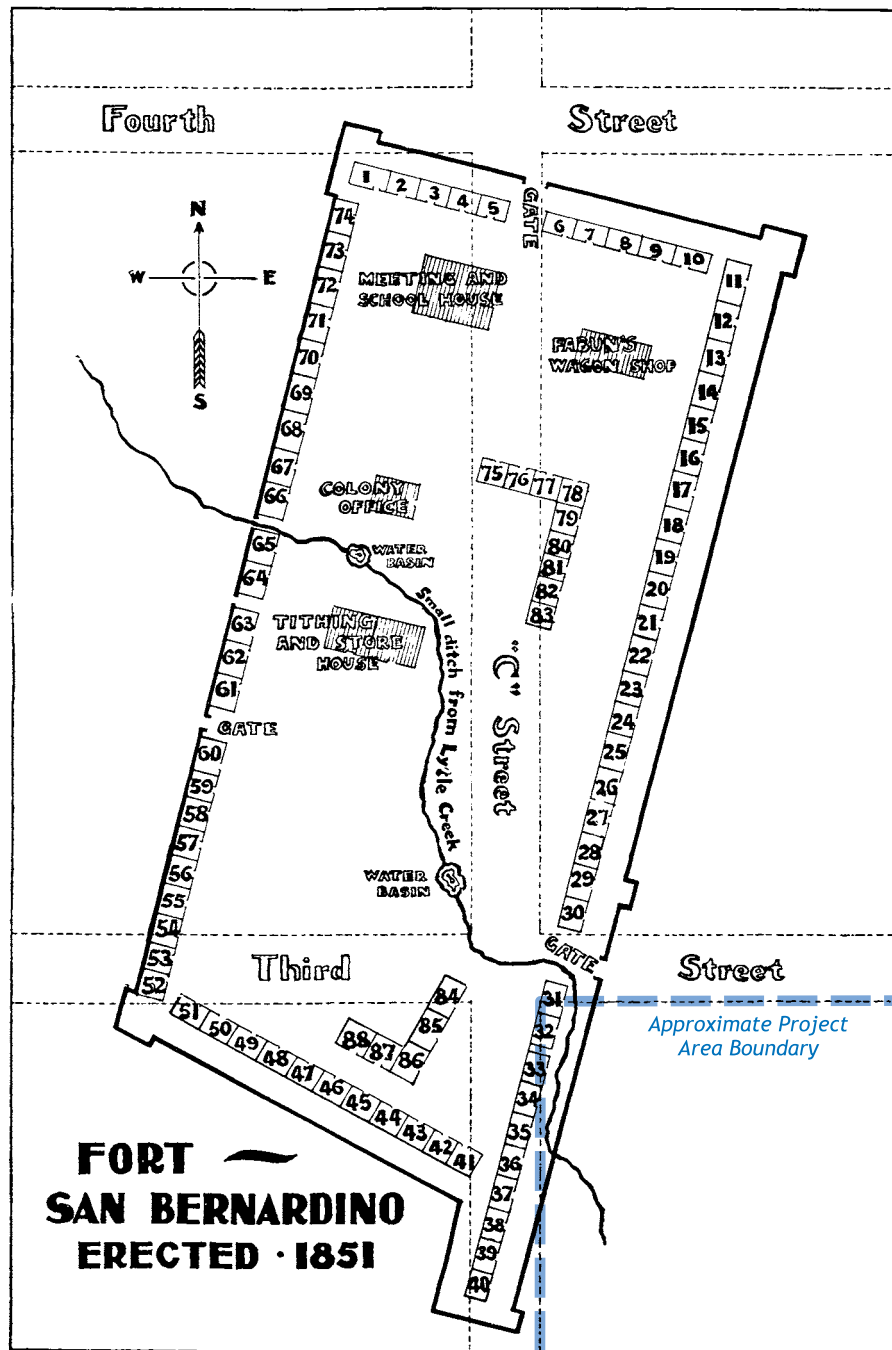 Fourth Street
1 2 3 4 5
GATE
6 7 8 9 10
N
W E
S
74
73
72
71
70
69
68
67
66
65
64
63
62
61
MEETING AND
SCHOOL HOUSE
FABUN'S
WAGON SHOP
11
12
13
14
15
16
17
18
19
20
21
22
23
24
25
26
27
28
29
30
75 76 77 78
79
80
81
82
83
COLONY
OFFICE
WATER
BASIN
TITHING
AND STORE
HOUSE
Small ditch from Lytle Creek
"C" Street
GATE
60
59
58
57
56
55
54
53
52
WATER
BASIN
GATE
Third Street
51 50 49 48 47 46 45 44 43 42 41
84
85
88 87 86
31
32
33
34
35
36
37
38
39
40
Approximate Project
Area Boundary
FORT ~
SAN BERNARDINO
ERECTED · 1851